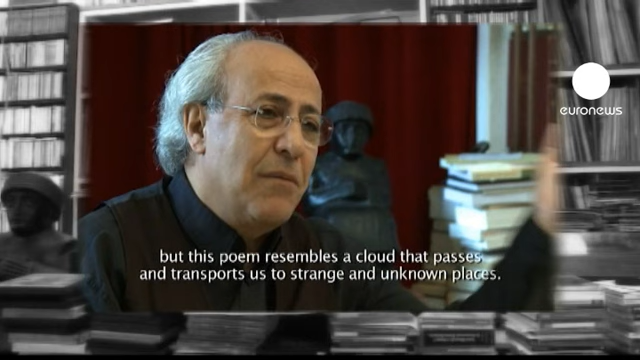 euronews
but this poem resembles a cloud that passes
and transports us to strange and unknown places.